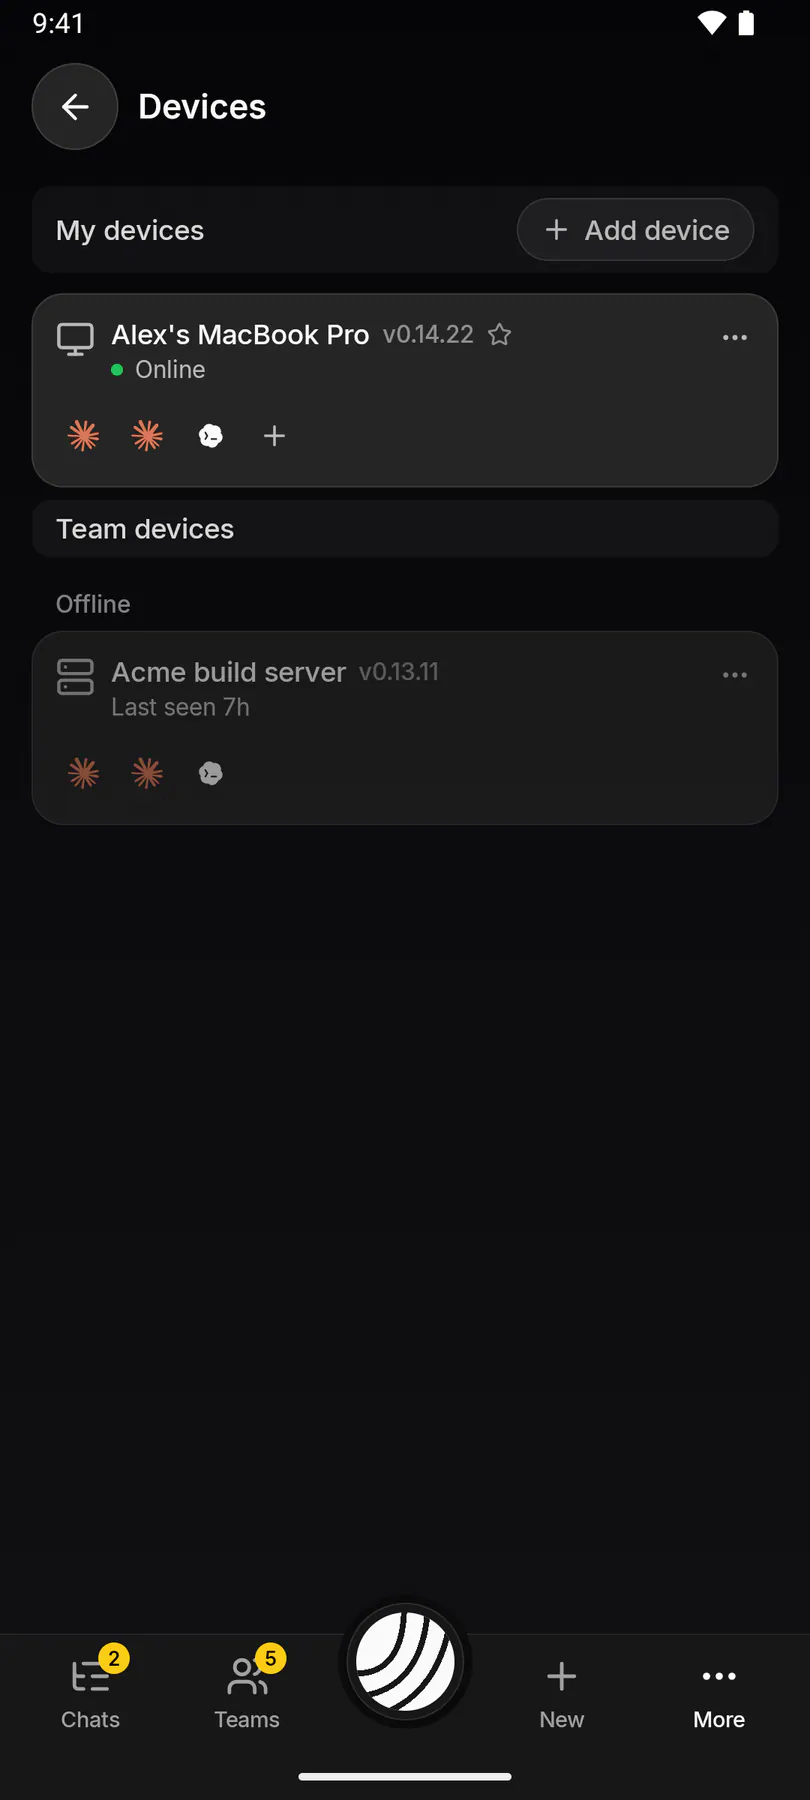 9:41
Devices
My devices
Add device
Alex's MacBook Pro v0.14.22
Online
Team devices
Offline
Acme build server v0.13.11
Last seen 7h
2
5
Chats
Teams
New
More